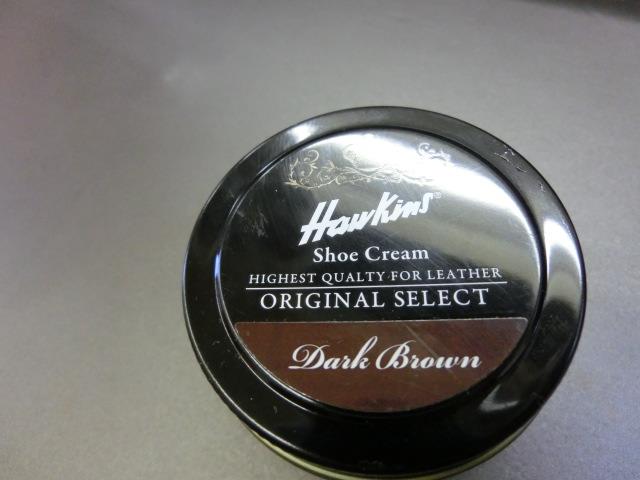 Hawkins®
Shoe Cream
HIGHEST QUALTY FOR LEATHER
ORIGINAL SELECT
Dark Brown